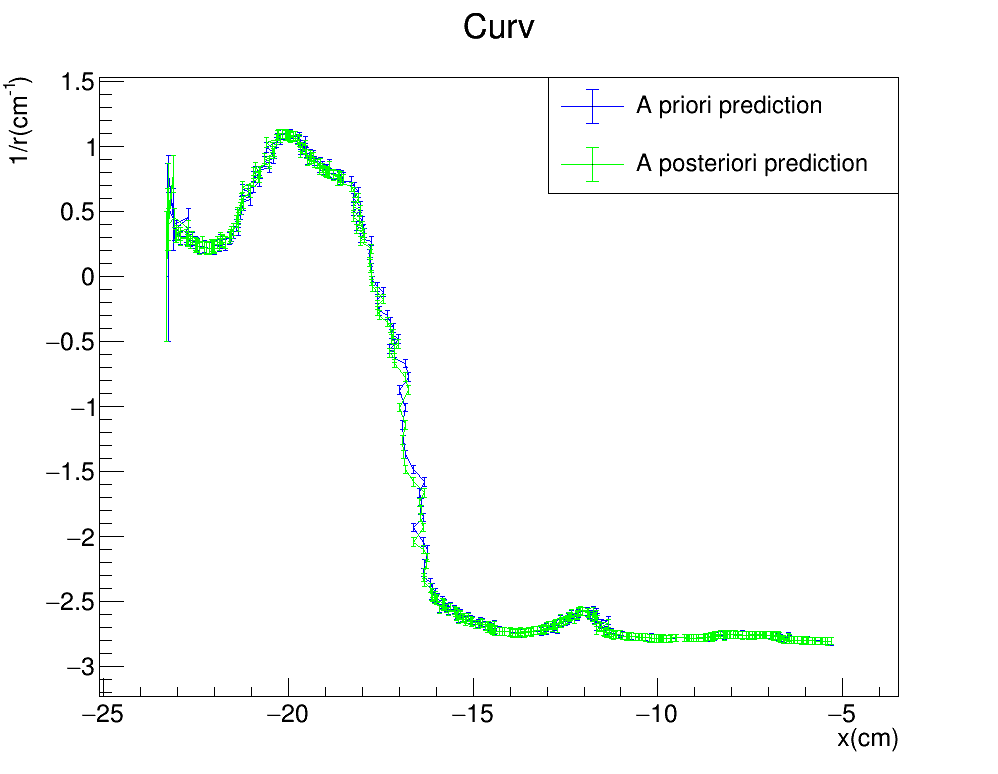 Curv
1/r(cm⁻¹)
A priori prediction
A posteriori prediction
1.5
1
0.5
0
−0.5
−1
−1.5
−2
−2.5
−3
−25 −20 −15 −10 −5
x(cm)